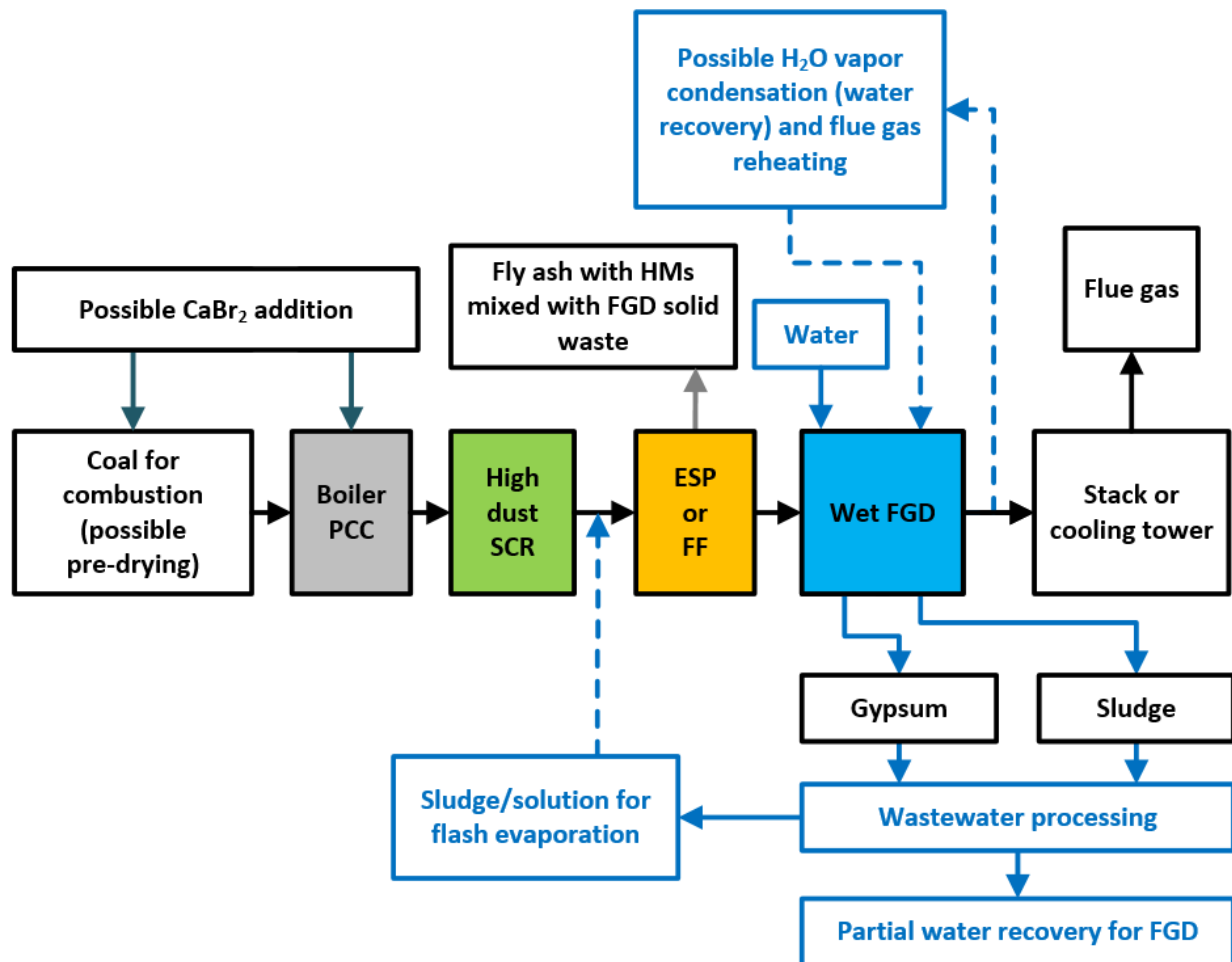 Possible H₂O vapor
condensation (water
recovery) and flue gas
reheating
Fly ash with HMs
mixed with FGD solid
waste
Flue gas
Possible CaBr₂ addition
Water
Coal for
combustion
(possible
pre-drying)
Boiler
PCC
High
dust
SCR
ESP
or
FF
Wet FGD
Stack or
cooling tower
Gypsum
Sludge
Sludge/solution for
flash evaporation
Wastewater processing
Partial water recovery for FGD